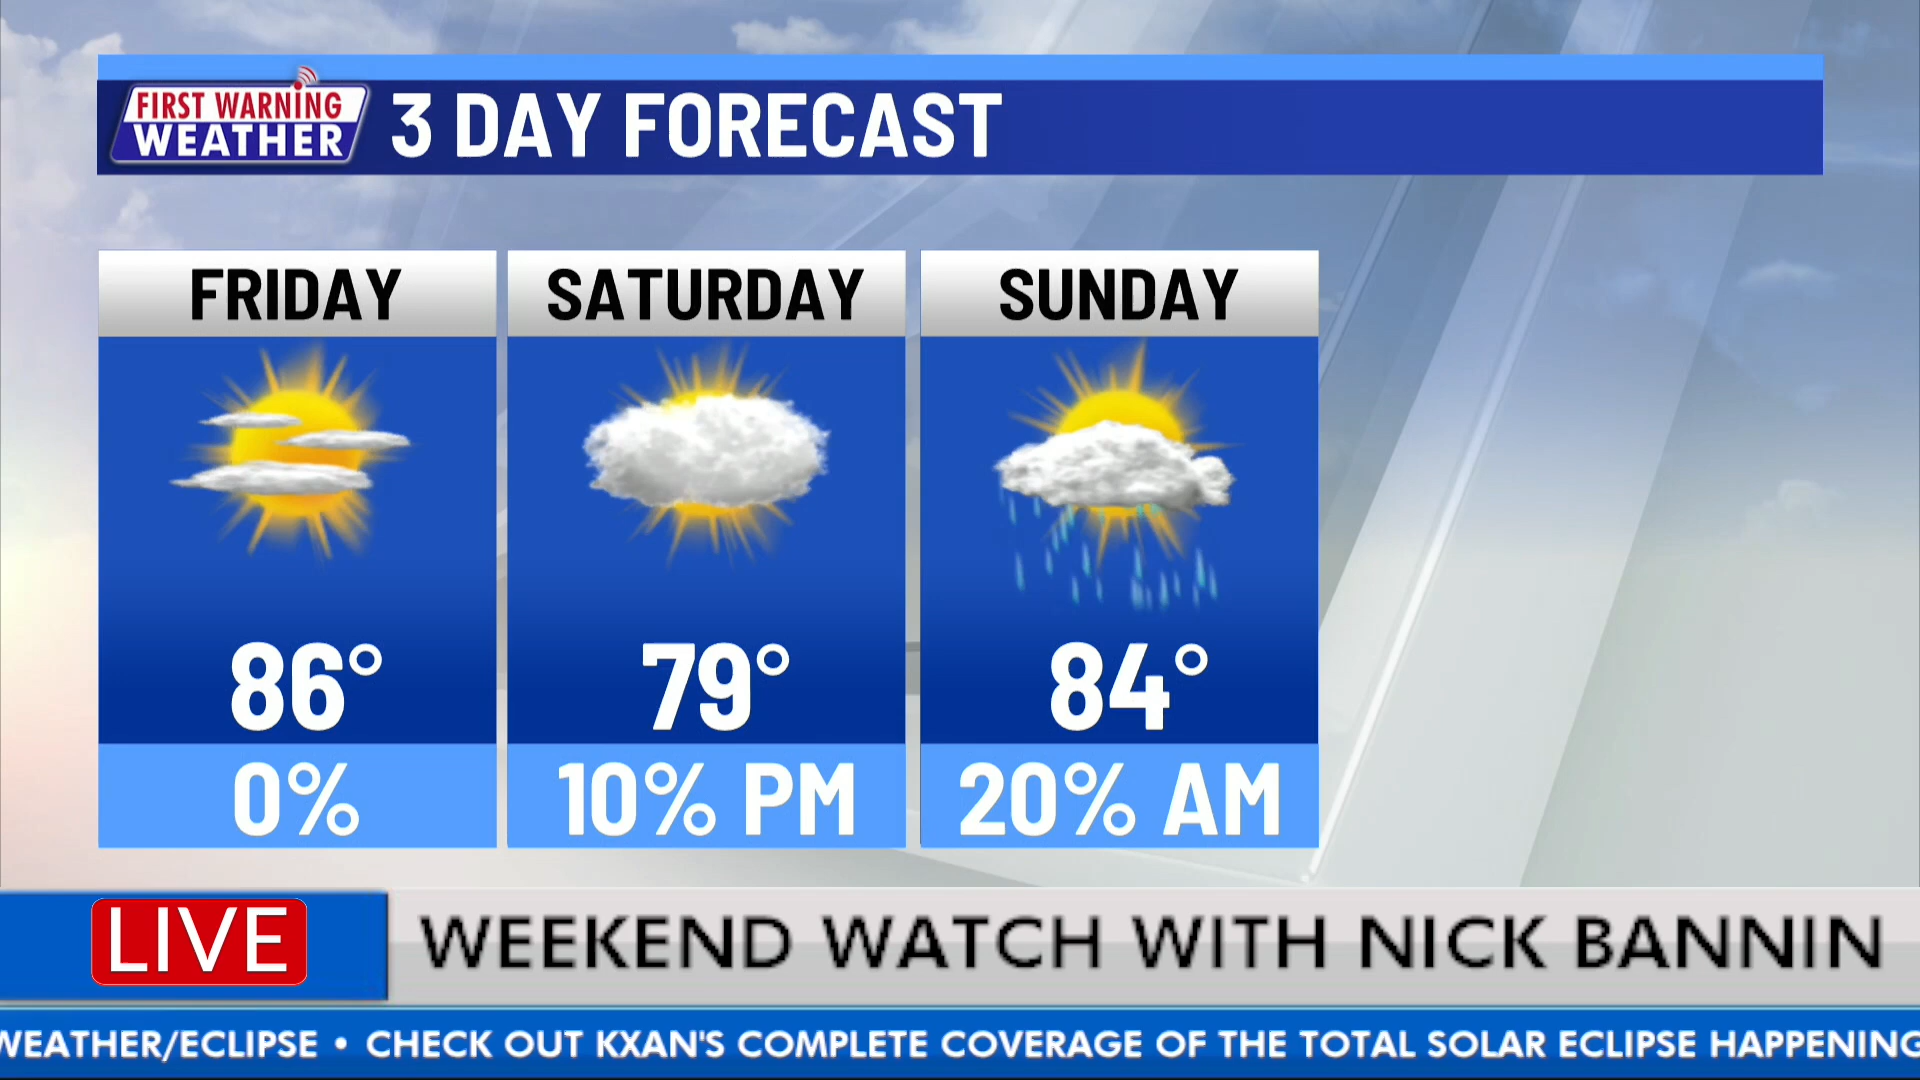 FIRST WARNING
WEATHER
3 DAY FORECAST
FRIDAY
86°
0%
SATURDAY
79°
10% PM
SUNDAY
84°
20% AM
LIVE
WEEKEND WATCH WITH NICK BANNIN
WEATHER/ECLIPSE • CHECK OUT KXAN'S COMPLETE COVERAGE OF THE TOTAL SOLAR ECLIPSE HAPPENING